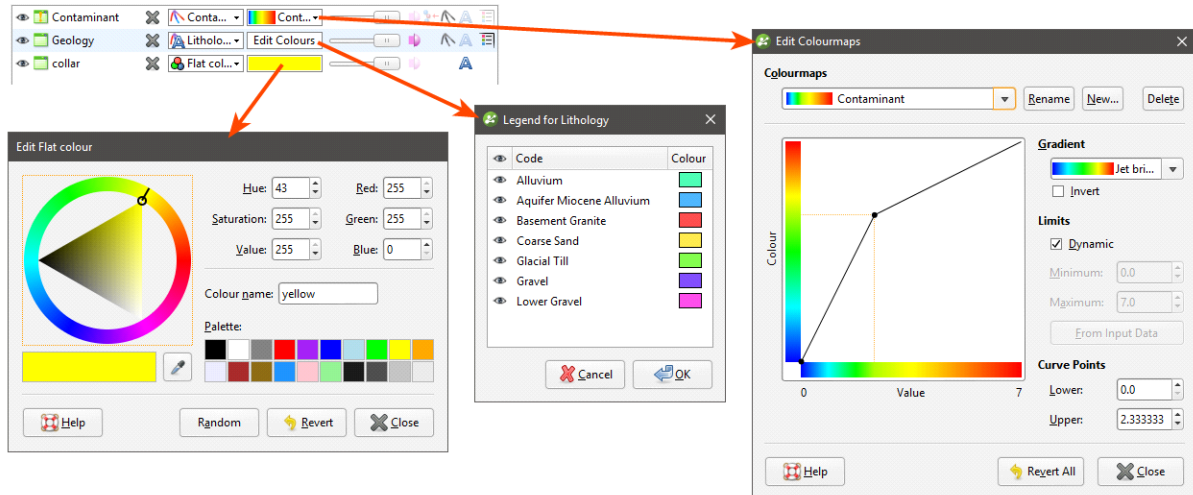 Contaminant Conta... Cont...
Geology Litholo... Edit Colours
collar Flat col...
Edit Flat colour
Hue: 43 Red: 255
Saturation: 255 Green: 255
Value: 255 Blue: 0
Colour name: yellow
Palette:
Help Random Revert Close
Legend for Lithology
Code Colour
Alluvium
Aquifer Miocene Alluvium
Basement Granite
Coarse Sand
Glacial Till
Gravel
Lower Gravel
Cancel OK
Edit Colourmaps
Colourmaps
Contaminant Rename New... Delete
Gradient
Jet bri...
Invert
Limits
Dynamic
Minimum: 0.0
Maximum: 7.0
From Input Data
Curve Points
Lower: 0.0
Upper: 2.333333
Colour
0 Value 7
Help Revert All Close